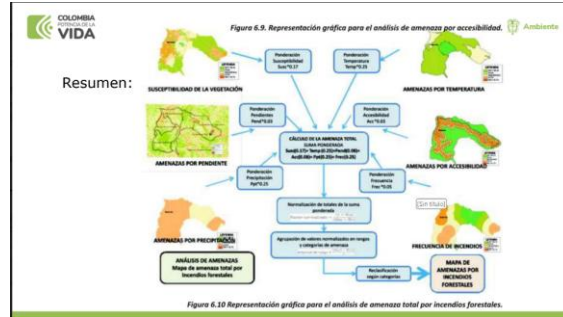 COLOMBIA
POTENCIA DE LA
VIDA
Figura 6.9. Representación gráfica para el análisis de amenaza por accesibilidad.
Ambiente
Resumen:
SUSCEPTIBILIDAD DE LA VEGETACIÓN
Ponderación
Susceptibilidad
Susc*0.17
Ponderación
Temperatura
Temp*0.25
AMENAZAS POR TEMPERATURA
Ponderación
Pendientes
Pend*0.03
Ponderación
Accesibilidad
Acc*0.03
AMENAZAS POR PENDIENTE
CÁLCULO DE LA AMENAZA TOTAL
SUMA PONDERADA
AMENAZAS POR ACCESIBILIDAD
Ponderación
Precipitación
Ppt*0.25
Ponderación
Frecuencia
Frec*0.05
AMENAZAS POR PRECIPITACIÓN
Normalización de totales de la suma
ponderada
(Sin título)
FRECUENCIA DE INCENDIOS
ANÁLISIS DE AMENAZAS
Mapa de amenaza total por
incendios forestales
Agrupación de valores normalizados en rangos
y categorías de amenaza
Reclasificación
según categorías
MAPA DE
AMENAZAS POR
INCENDIOS
FORESTALES
Figura 6.10 Representación gráfica para el análisis de amenaza total por incendios forestales.